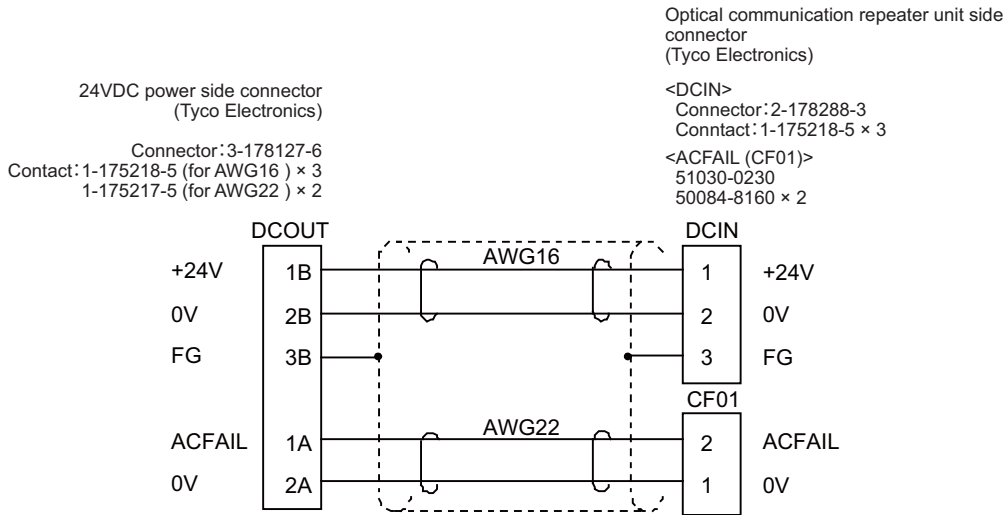 Optical communication repeater unit side
connector
(Tyco Electronics)
<DCIN>
Connector:2-178288-3
Conntact:1-175218-5 × 3
<ACFAIL (CF01)>
51030-0230
50084-8160 × 2
24VDC power side connector
(Tyco Electronics)
Connector:3-178127-6
Contact:1-175218-5 (for AWG16 ) × 3
1-175217-5 (for AWG22 ) × 2
DCOUT DCIN
AWG16
+24V 1B 1 +24V
0V 2B 2 0V
FG 3B 3 FG
CF01
AWG22
ACFAIL 1A 2 ACFAIL
0V 2A 1 0V